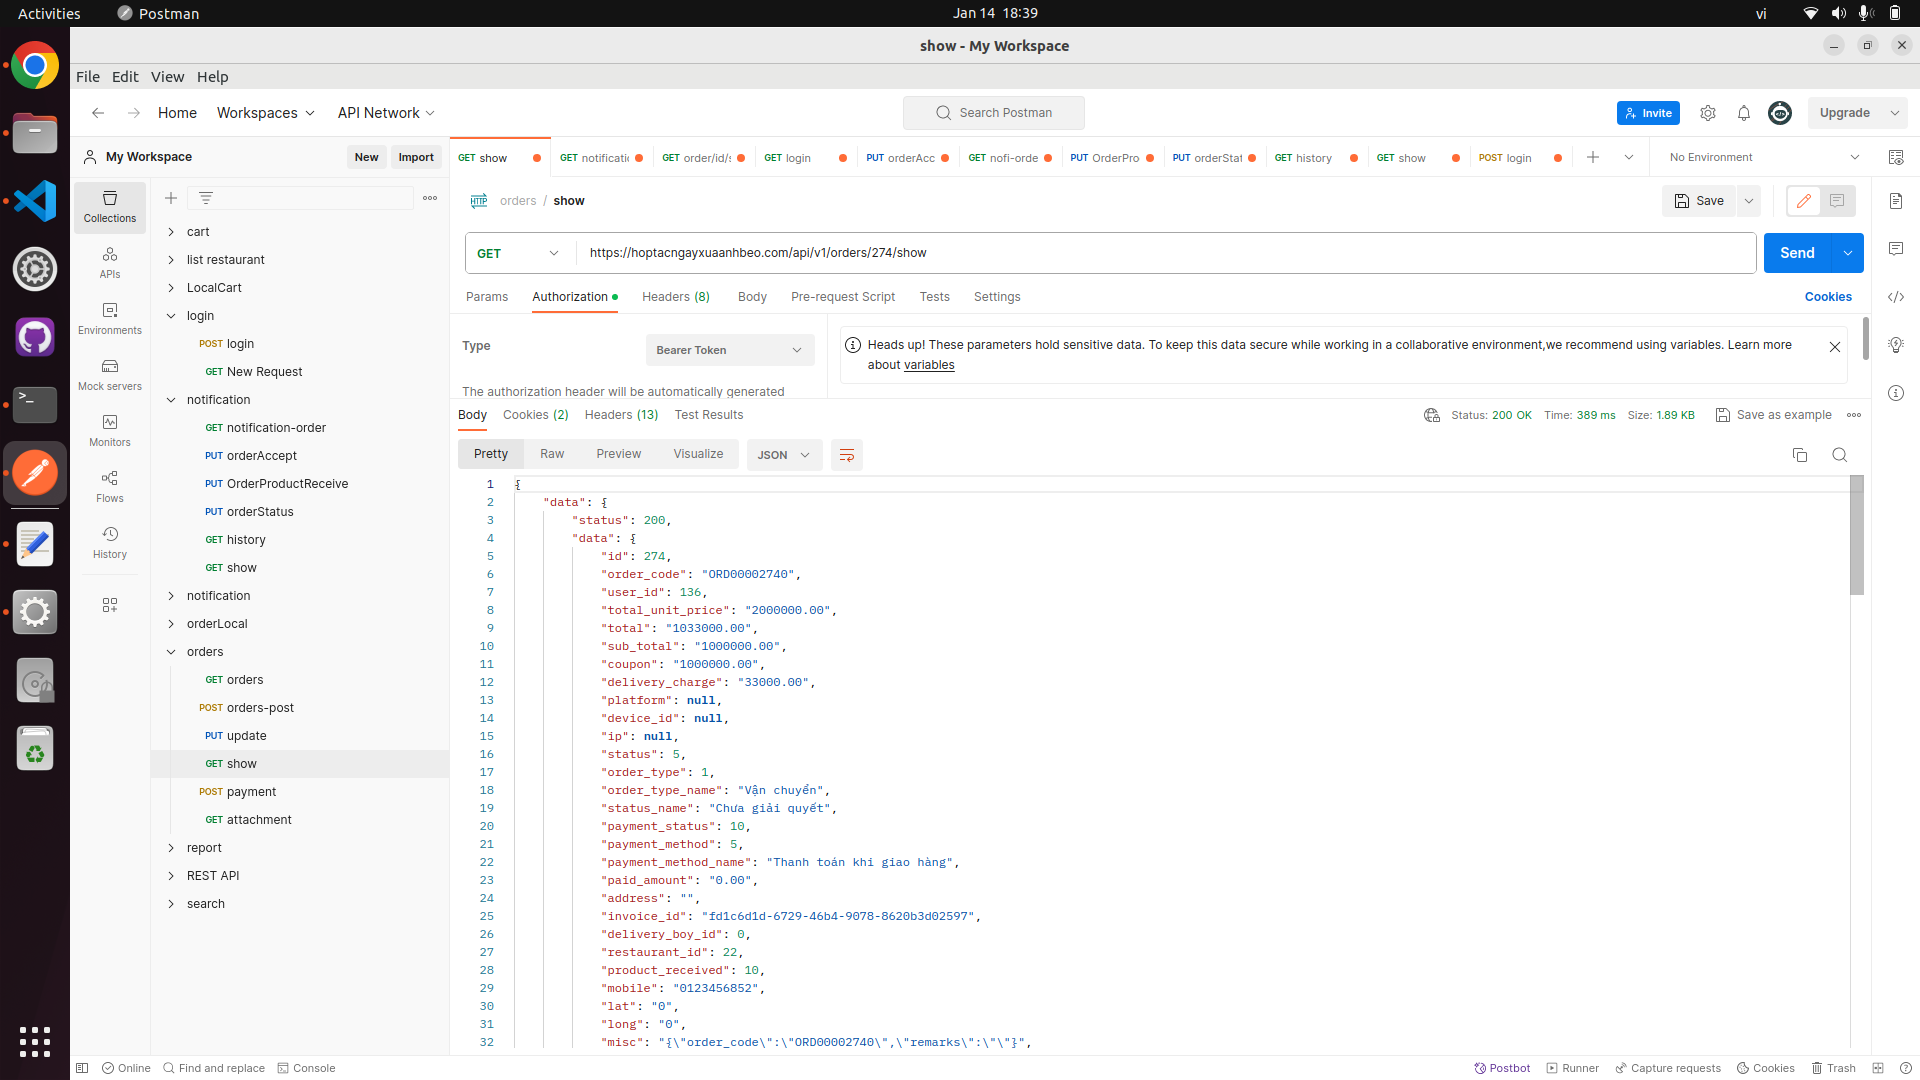 Activities Postman Jan 14 18:39 vi
show - My Workspace
File Edit View Help
Home Workspaces API Network Search Postman Invite Upgrade
My Workspace New Import
GET show GET notificatio GET order/id/s GET login PUT orderAcc GET nofi-orde PUT OrderPro PUT orderStat GET history GET show POST login No Environment
Collections
APIs
Environments
Mock servers
Monitors
Flows
History
cart
list restaurant
LocalCart
login
POST login
GET New Request
notification
GET notification-order
PUT orderAccept
PUT OrderProductReceive
PUT orderStatus
GET history
GET show
notification
orderLocal
orders
GET orders
POST orders-post
PUT update
GET show
POST payment
GET attachment
report
REST API
search
HTTP orders / show Save
GET https://hoptacngayxuaanhbeo.com/api/v1/orders/274/show Send
Params Authorization Headers (8) Body Pre-request Script Tests Settings Cookies
Type Bearer Token
The authorization header will be automatically generated
Heads up! These parameters hold sensitive data. To keep this data secure while working in a collaborative environment,we recommend using variables. Learn more
about variables
Body Cookies (2) Headers (13) Test Results Status: 200 OK Time: 389 ms Size: 1.89 KB Save as example
Pretty Raw Preview Visualize JSON
1 {
2 "data": {
3 "status": 200,
4 "data": {
5 "id": 274,
6 "order_code": "ORD00002740",
7 "user_id": 136,
8 "total_unit_price": "2000000.00",
9 "total": "1033000.00",
10 "sub_total": "1000000.00",
11 "coupon": "1000000.00",
12 "delivery_charge": "33000.00",
13 "platform": null,
14 "device_id": null,
15 "ip": null,
16 "status": 5,
17 "order_type": 1,
18 "order_type_name": "Vận chuyển",
19 "status_name": "Chưa giải quyết",
20 "payment_status": 10,
21 "payment_method": 5,
22 "payment_method_name": "Thanh toán khi giao hàng",
23 "paid_amount": "0.00",
24 "address": "",
25 "invoice_id": "fd1c6d1d-6729-46b4-9078-8620b3d02597",
26 "delivery_boy_id": 0,
27 "restaurant_id": 22,
28 "product_received": 10,
29 "mobile": "0123456852",
30 "lat": "0",
31 "long": "0",
32 "misc": "{\"order_code\":\"ORD00002740\",\"remarks\":\"\"}",
Online Find and replace Console Postbot Runner Capture requests Cookies Trash